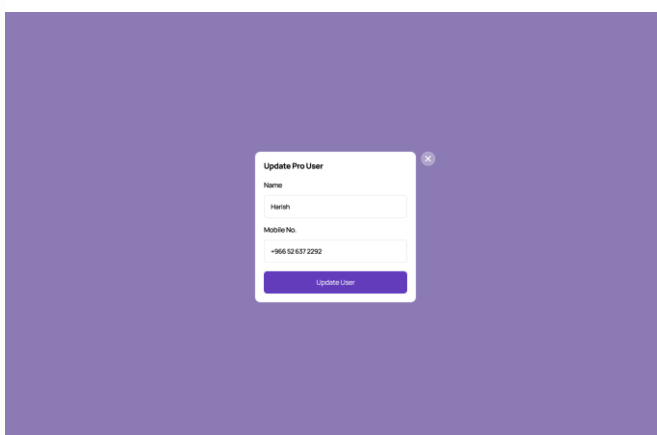 Update Pro User
Name
Harish
Mobile No.
+966 52 637 2292
Update User